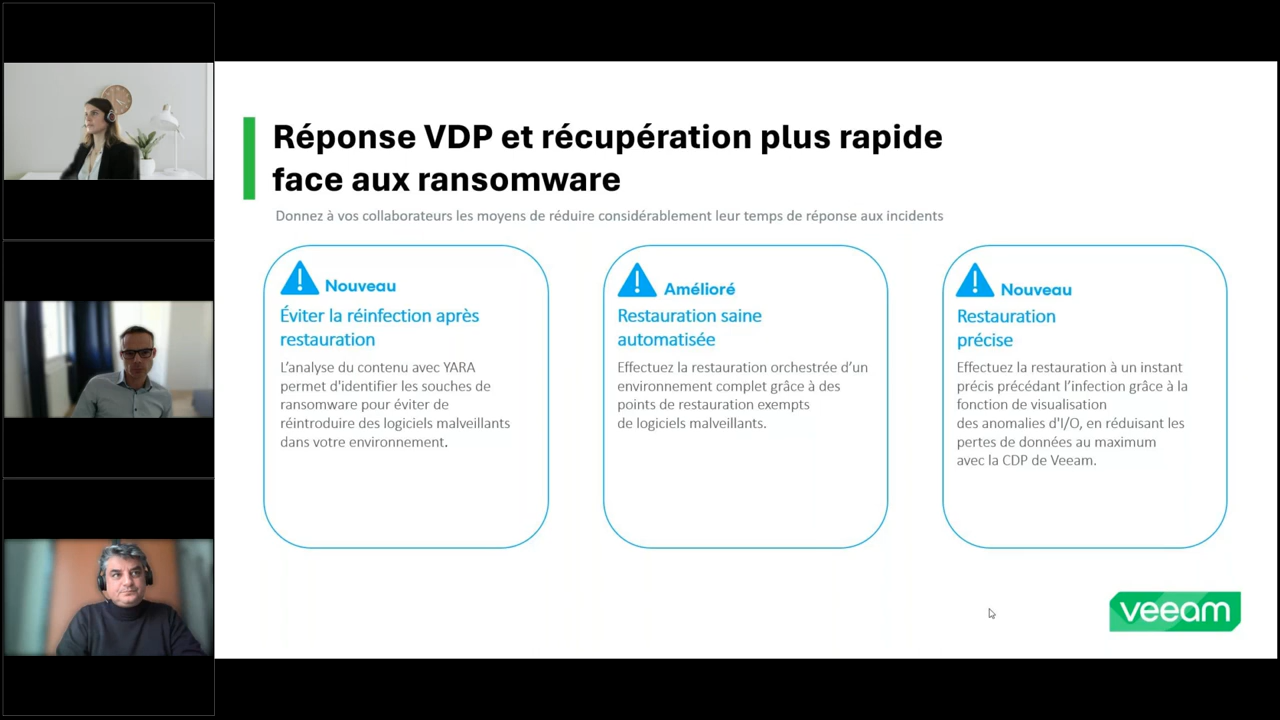 Réponse VDP et récupération plus rapide
face aux ransomware
Donnez à vos collaborateurs les moyens de réduire considérablement leur temps de réponse aux incidents
Nouveau
Éviter la réinfection après
restauration
L'analyse du contenu avec YARA
permet d'identifier les souches de
ransomware pour éviter de
réintroduire des logiciels malveillants
dans votre environnement.
Amélioré
Restauration saine
automatisée
Effectuez la restauration orchestrée d'un
environnement complet grâce à des
points de restauration exempts
de logiciels malveillants.
Nouveau
Restauration
précise
Effectuez la restauration à un instant
précis précédant l'infection grâce à la
fonction de visualisation
des anomalies d'I/O, en réduisant les
pertes de données au maximum
avec la CDP de Veeam.
veeam